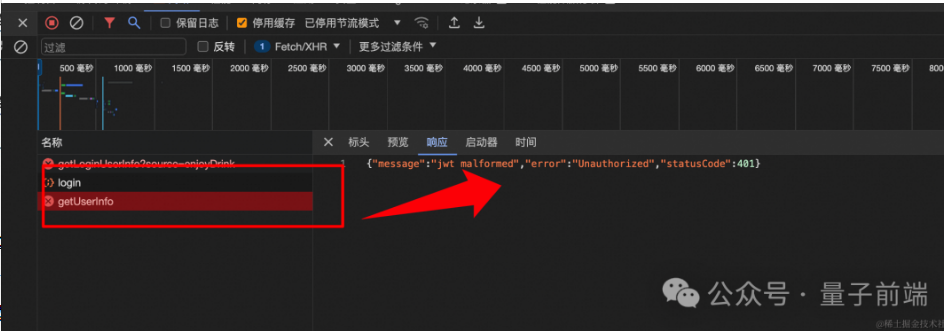 保留日志 停用缓存 已停用节流模式
过滤 反转 1 Fetch/XHR 更多过滤条件
500 毫秒 1000 毫秒 1500 毫秒 2000 毫秒 2500 毫秒 3000 毫秒 3500 毫秒 4000 毫秒 4500 毫秒 5000 毫秒 5500 毫秒 6000 毫秒 6500 毫秒 7000 毫秒 7500 毫秒 800
名称 标头 预览 响应 启动器 时间
getLoginUserInfo?source=enjoyDrink 1 {"message":"jwt malformed","error":"Unauthorized","statusCode":401}
login
getUserInfo
公众号 · 量子前端
@稀土掘金技术社